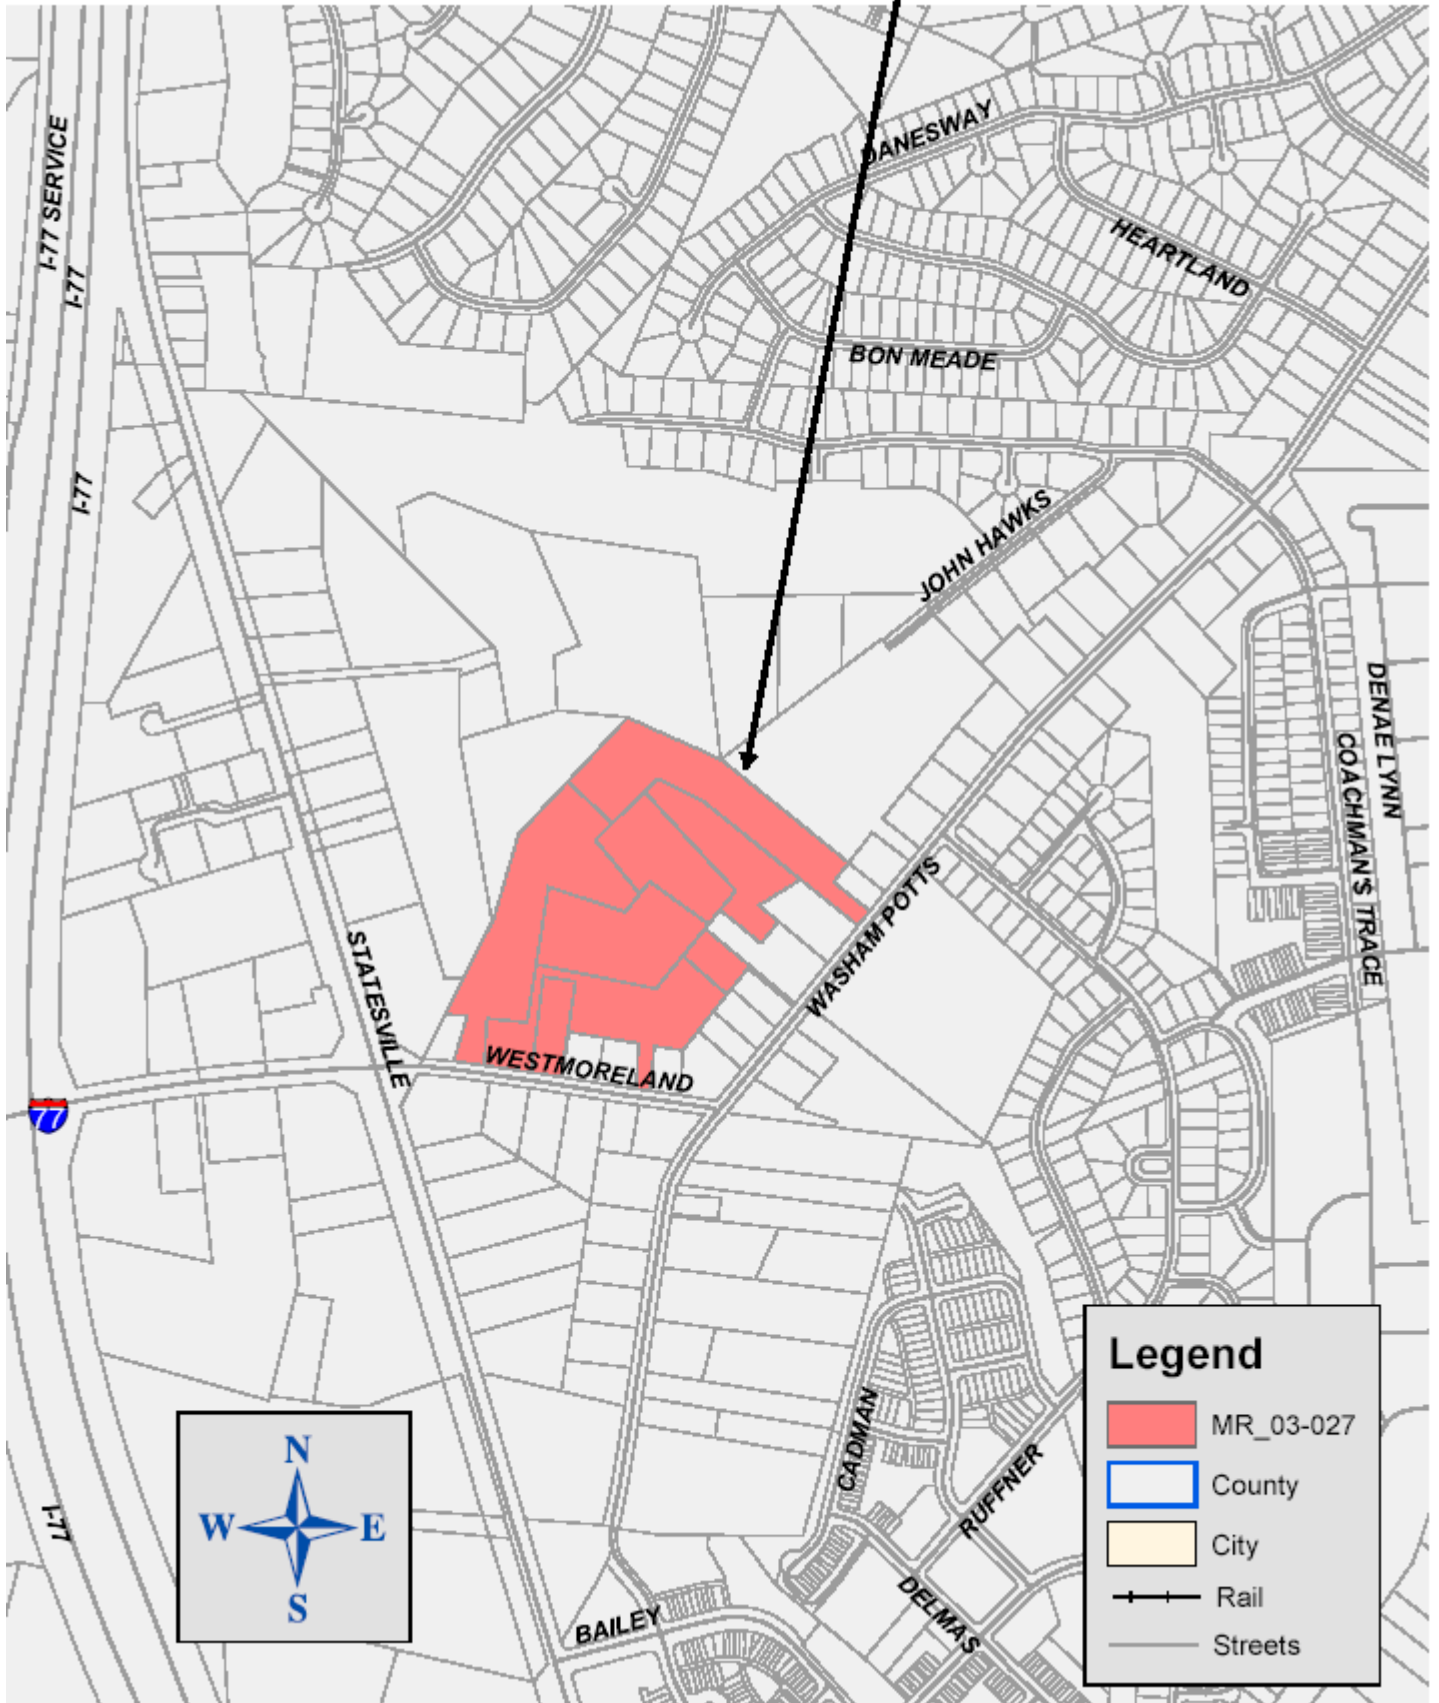 DANESWAY
I-77 SERVICE
HEARTLAND
I-77
BON MEADE
I-77
JOHN HAWKS
DENAE LYNN
COACHMAN'S TRACE
WASHAM POTTS
STATESVILLE
WESTMORELAND
77
CADMAN
RUFFNER
I-77
DELMAS
BAILEY
N
W E
S
Legend
MR_03-027
County
City
Rail
Streets